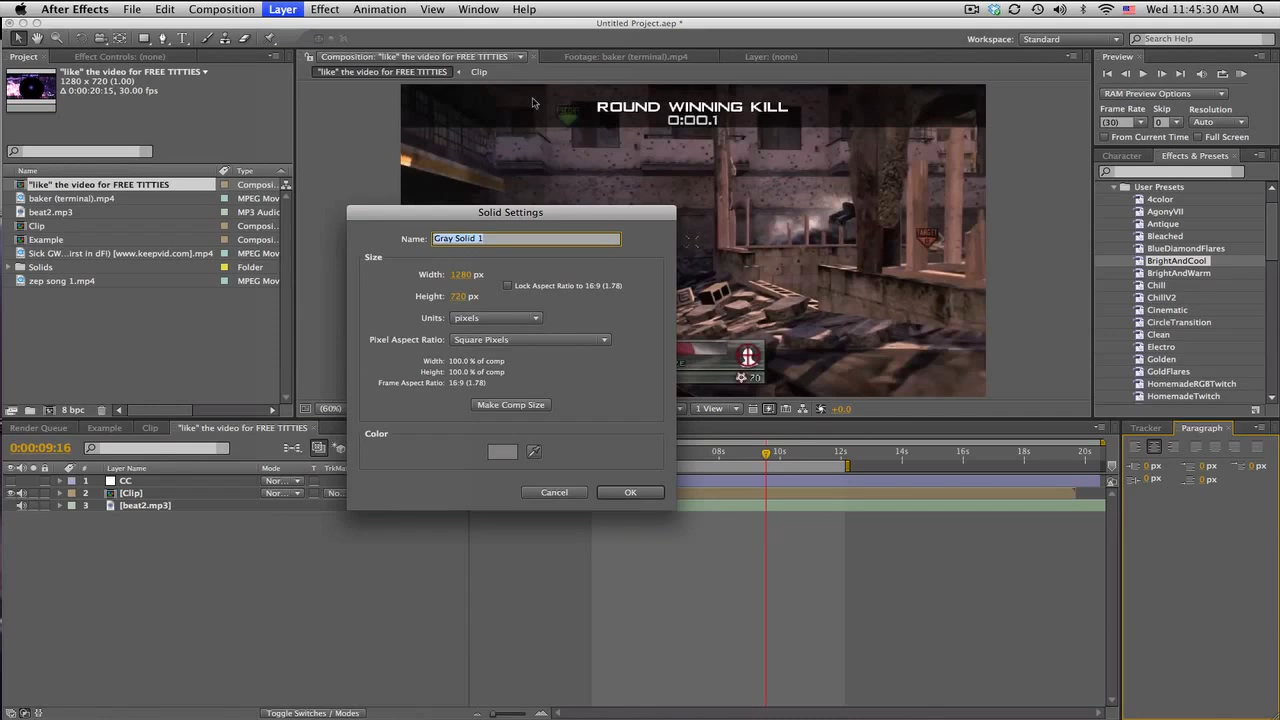 After Effects File Edit Composition Layer Effect Animation View Window Help Wed 11:45:30 AM
Untitled Project.aep *
Workspace: Standard Search Help
Project Effect Controls: (none) Composition: "like" the video for FREE TITTIES Footage: baker (terminal).mp4 Layer: (none) Preview
"like" the video for FREE TITTIES
1280 x 720 (1.00)
Δ 0:00:20:15, 30.00 fps
"like" the video for FREE TITTIES Clip
ROUND WINNING KILL
0:00.1
TARGET
20
RAM Preview Options
Frame Rate Skip Resolution
(30) 0 Auto
From Current Time Full Screen
Character Effects & Presets
Name Type
"like" the video for FREE TITTIES Composi...
baker (terminal).mp4 MPEG Movi
beat2.mp3 MP3 Audio
Clip Composi...
Example Composi...
Sick GW...irst in dF!) [www.keepvid.com].mp4 MPEG Movi
Solids Folder
zep song 1.mp4 MPEG Movi
8 bpc
User Presets
4color
AgonyVII
Antique
Bleached
BlueDiamondFlares
BrightAndCool
BrightAndWarm
Chill
ChillV2
Cinematic
CircleTransition
Clean
Electro
Golden
GoldFlares
HomemadeRGBTwitch
HomemadeTwitch
Solid Settings
Name: Gray Solid 1
Size
Width: 1280 px
Height: 720 px
Lock Aspect Ratio to 16:9 (1.78)
Units: pixels
Pixel Aspect Ratio: Square Pixels
Width: 100.0 % of comp
Height: 100.0 % of comp
Frame Aspect Ratio: 16:9 (1.78)
Make Comp Size
Color
Cancel OK
(60%) 1 View +0.0
Render Queue Example Clip "like" the video for FREE TITTIES
0:00:09:16
08s 10s 12s 14s 16s 18s 20s
# Layer Name Mode T TrkMa
1 CC Nor...
2 [Clip] Nor... No...
3 [beat2.mp3]
Toggle Switches / Modes
Tracker Paragraph
0 px 0 px 0 px
0 px 0 px